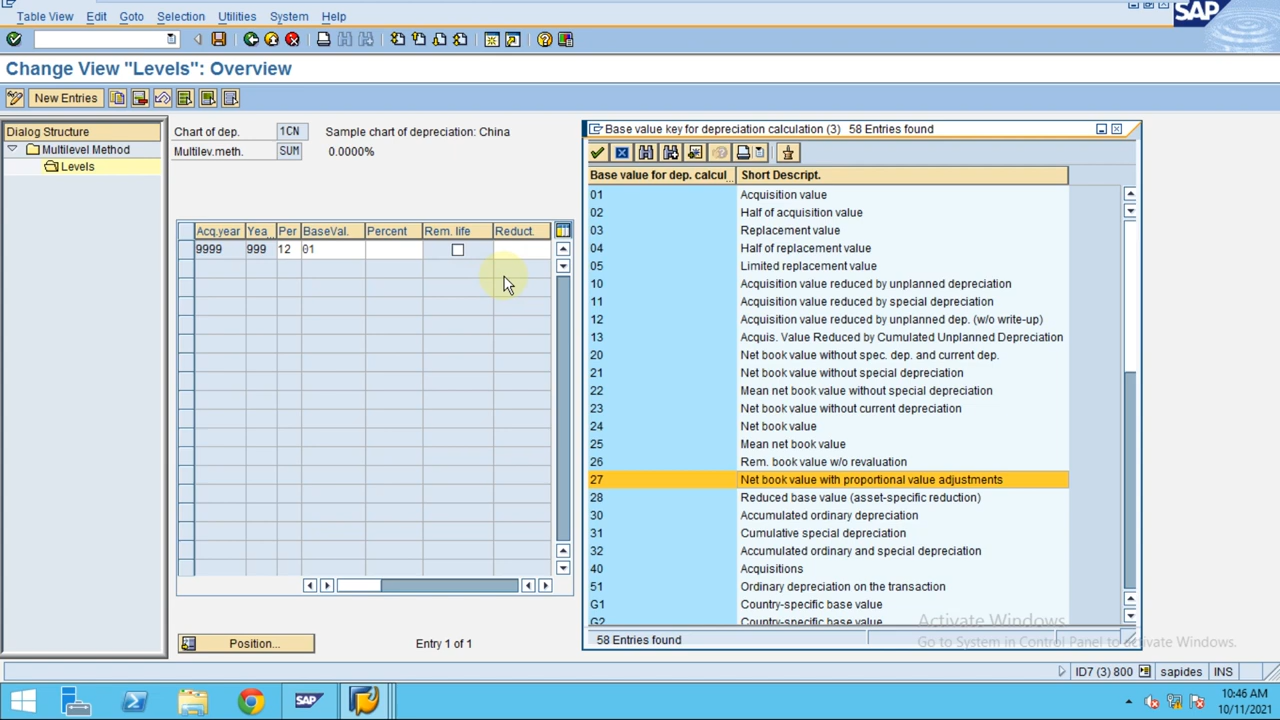 Table View Edit Goto Selection Utilities System Help
SAP
Change View "Levels": Overview
New Entries
Dialog Structure
Multilevel Method
Levels
Chart of dep. 1CN Sample chart of depreciation: China
Multilev.meth. SUM 0.0000%
Acq.year Yea... Per BaseVal. Percent Rem. life Reduct.
9999 999 12 01
Position...
Entry 1 of 1
Base value key for depreciation calculation (3) 58 Entries found
Base value for dep. calcul... Short Descript.
01 Acquisition value
02 Half of acquisition value
03 Replacement value
04 Half of replacement value
05 Limited replacement value
10 Acquisition value reduced by unplanned depreciation
11 Acquisition value reduced by special depreciation
12 Acquisition value reduced by unplanned dep. (w/o write-up)
13 Acquis. Value Reduced by Cumulated Unplanned Depreciation
20 Net book value without spec. dep. and current dep.
21 Net book value without special depreciation
22 Mean net book value without special depreciation
23 Net book value without current depreciation
24 Net book value
25 Mean net book value
26 Rem. book value w/o revaluation
27 Net book value with proportional value adjustments
28 Reduced base value (asset-specific reduction)
30 Accumulated ordinary depreciation
31 Cumulative special depreciation
32 Accumulated ordinary and special depreciation
40 Acquisitions
51 Ordinary depreciation on the transaction
G1 Country-specific base value
G2 Country-specific base value
58 Entries found
Activate Windows
Go to System in Control Panel to activate Windows.
ID7 (3) 800 sapides INS
SAP
10:46 AM
10/11/2021